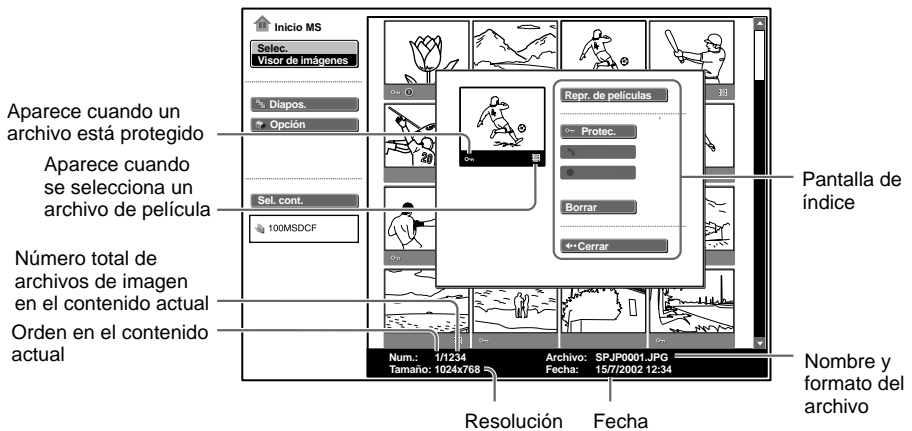 Inicio MS
Selec.
Visor de imágenes
Diapos.
Opción
Sel. cont.
100MSDCF
Repr. de películas
Protec.
Borrar
Cerrar
20
Num.: 1/1234
Tamaño: 1024x768
Archivo: SPJP0001.JPG
Fecha: 15/7/2002 12:34
Aparece cuando un
archivo está protegido
Aparece cuando
se selecciona un
archivo de película
Número total de
archivos de imagen
en el contenido actual
Orden en el contenido
actual
Pantalla de
índice
Nombre y
formato del
archivo
Resolución
Fecha